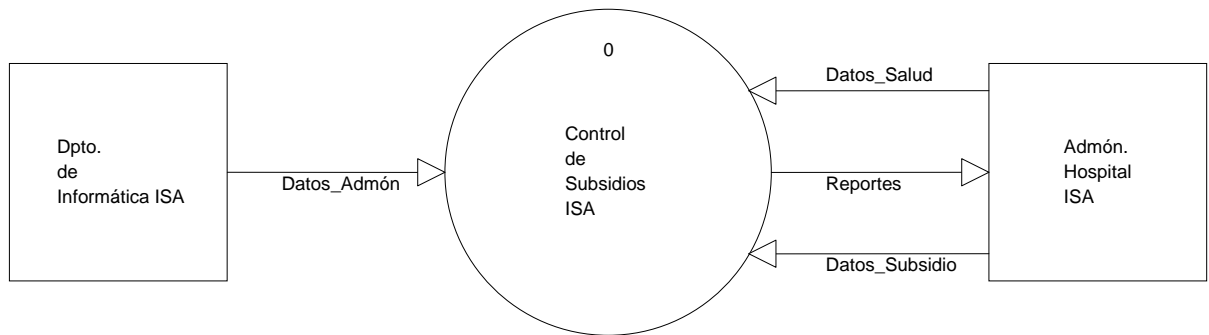 0
Dpto.
de
Informática ISA
Datos_Admón
Control
de
Subsidios
ISA
Datos_Salud
Reportes
Datos_Subsidio
Admón.
Hospital
ISA